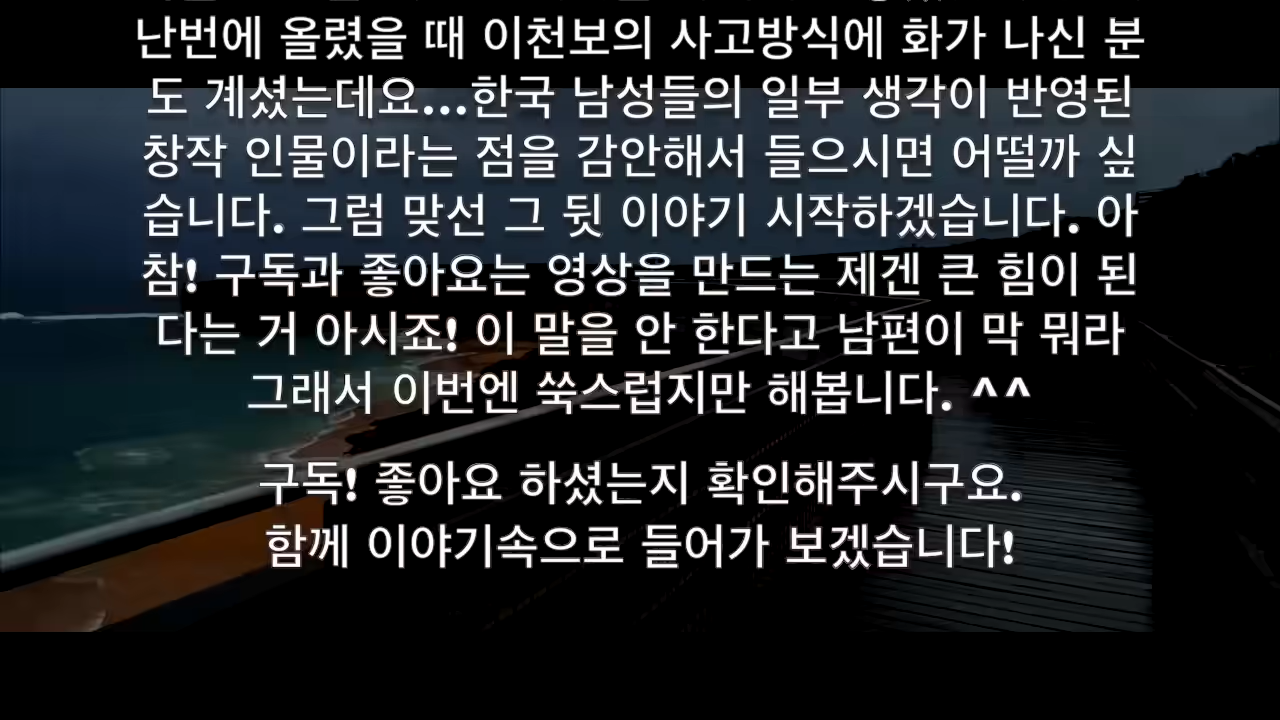 난번에 올렸을 때 이천보의 사고방식에 화가 나신 분
도 계셨는데요...한국 남성들의 일부 생각이 반영된
창작 인물이라는 점을 감안해서 들으시면 어떨까 싶
습니다. 그럼 맞선 그 뒷 이야기 시작하겠습니다. 아
참! 구독과 좋아요는 영상을 만드는 제겐 큰 힘이 된
다는 거 아시죠! 이 말을 안 한다고 남편이 막 뭐라
그래서 이번엔 쑥스럽지만 해봅니다. ^^
구독! 좋아요 하셨는지 확인해주시구요.
함께 이야기속으로 들어가 보겠습니다!